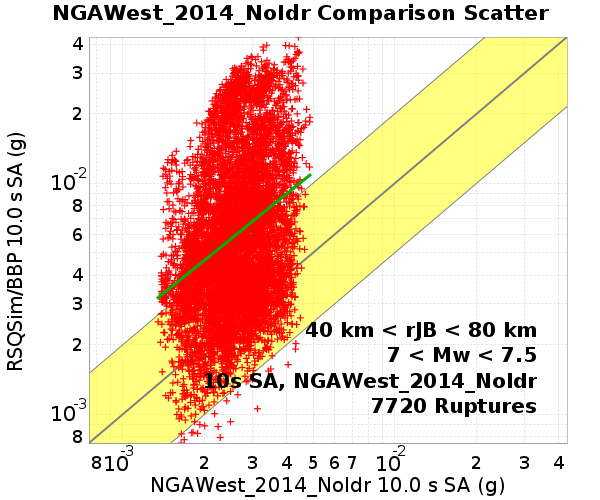 NGAWest_2014_NoIdr Comparison Scatter
4
3
2
10-2
8
6
4
3
2
10-3
8
RSQSim/BBP 10.0 s SA (g)
40 km < rJB < 80 km
7 < Mw < 7.5
10s SA, NGAWest_2014_NoIdr
7720 Ruptures
8 10-3 2 3 4 5 6 7 10-2 2 3 4
NGAWest_2014_NoIdr 10.0 s SA (g)